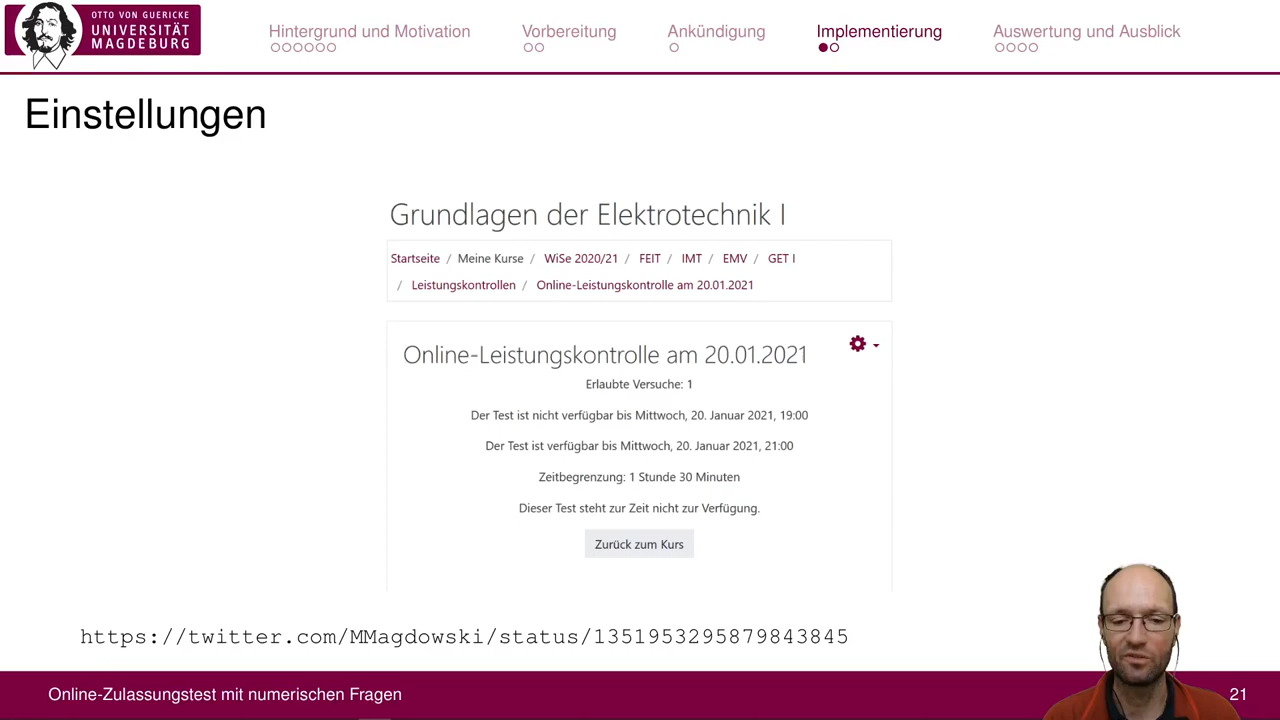 OTTO VON GUERICKE
UNIVERSITÄT
MAGDEBURG
Hintergrund und Motivation
Vorbereitung
Ankündigung
Implementierung
Auswertung und Ausblick
Einstellungen
Grundlagen der Elektrotechnik I
Startseite / Meine Kurse / WiSe 2020/21 / FEIT / IMT / EMV / GET I
/ Leistungskontrollen / Online-Leistungskontrolle am 20.01.2021
Online-Leistungskontrolle am 20.01.2021
Erlaubte Versuche: 1
Der Test ist nicht verfügbar bis Mittwoch, 20. Januar 2021, 19:00
Der Test ist verfügbar bis Mittwoch, 20. Januar 2021, 21:00
Zeitbegrenzung: 1 Stunde 30 Minuten
Dieser Test steht zur Zeit nicht zur Verfügung.
Zurück zum Kurs
https://twitter.com/MMagdowski/status/1351953295879843845
Online-Zulassungstest mit numerischen Fragen
21